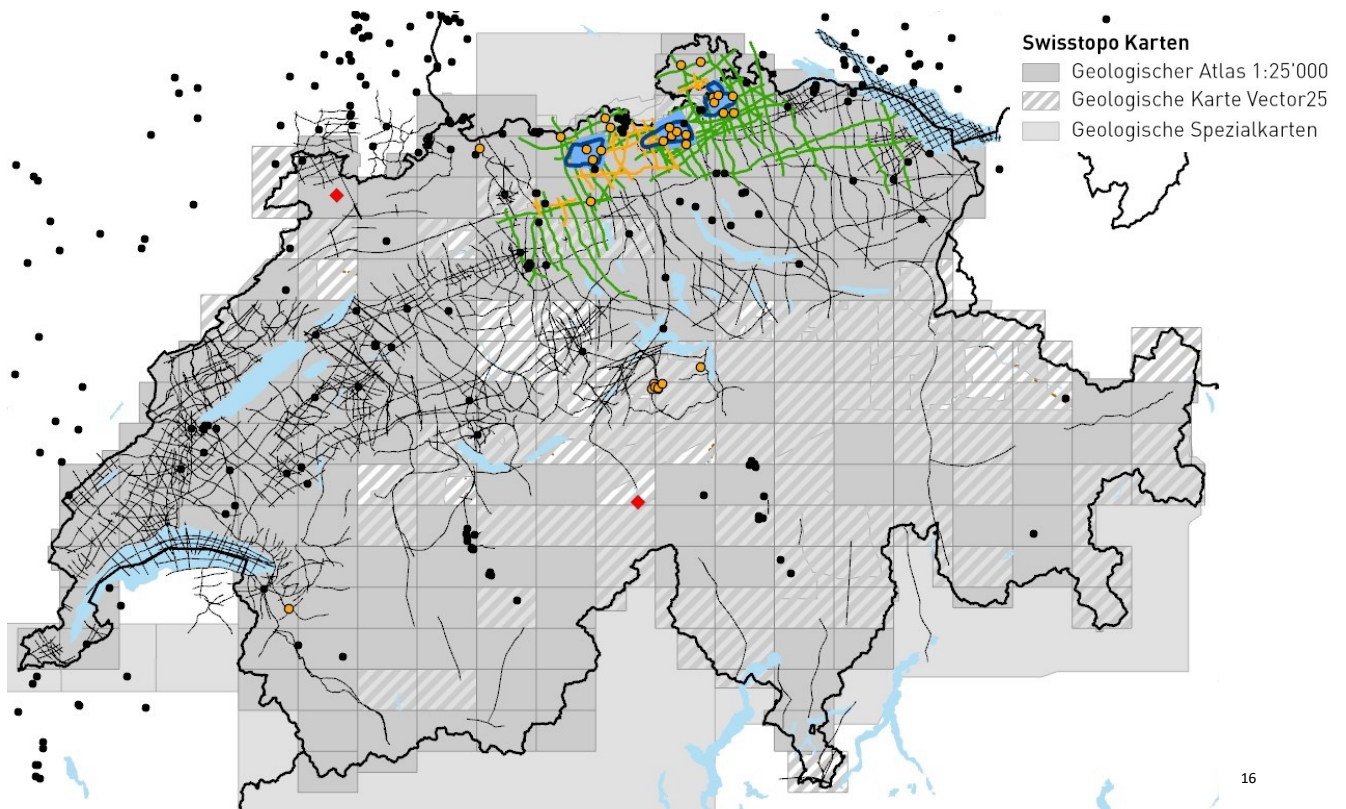 Swisstopo Karten
Geologischer Atlas 1:25'000
Geologische Karte Vector25
Geologische Spezialkarten
16